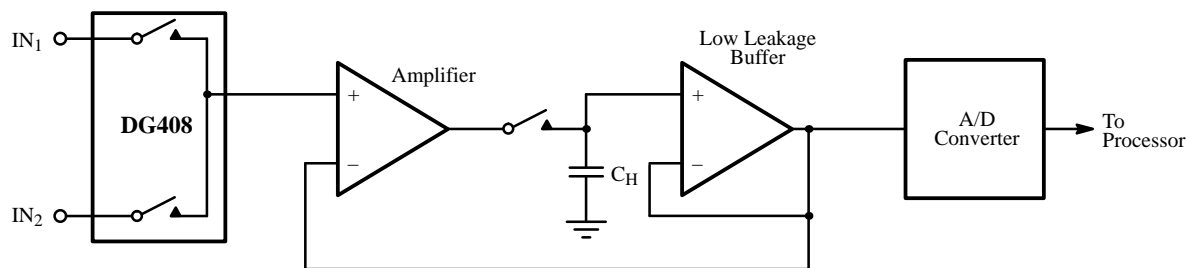 IN1
Low Leakage
Buffer
Amplifier
+
+
A/D
Converter
To
Processor
DG408
–
–
CH
IN2